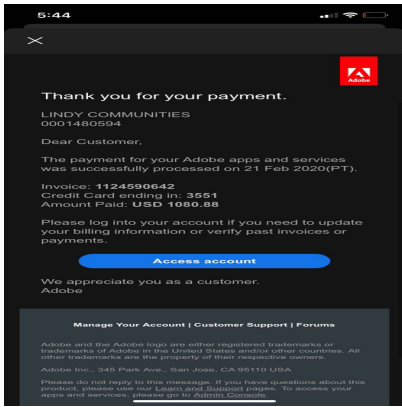 5:44
Adobe
Thank you for your payment.
LINDY COMMUNITIES
0001480594
Dear Customer,
The payment for your Adobe apps and services
was successfully processed on 21 Feb 2020(PT).
Invoice: 1124590642
Credit Card ending in: 3551
Amount Paid: USD 1080.88
Please log into your account if you need to update
your billing information or verify past invoices or
payments.
Access account
We appreciate you as a customer.
Adobe
Manage Your Account | Customer Support | Forums
Adobe and the Adobe logo are either registered trademarks or
trademarks of Adobe in the United States and/or other countries. All
other trademarks are the property of their respective owners.
Adobe Inc., 345 Park Ave., San Jose, CA 95110 USA
Please do not reply to this message. If you have questions about this
product, please use our Learn and Support pages. To access your
apps and services, please go to Admin Console.